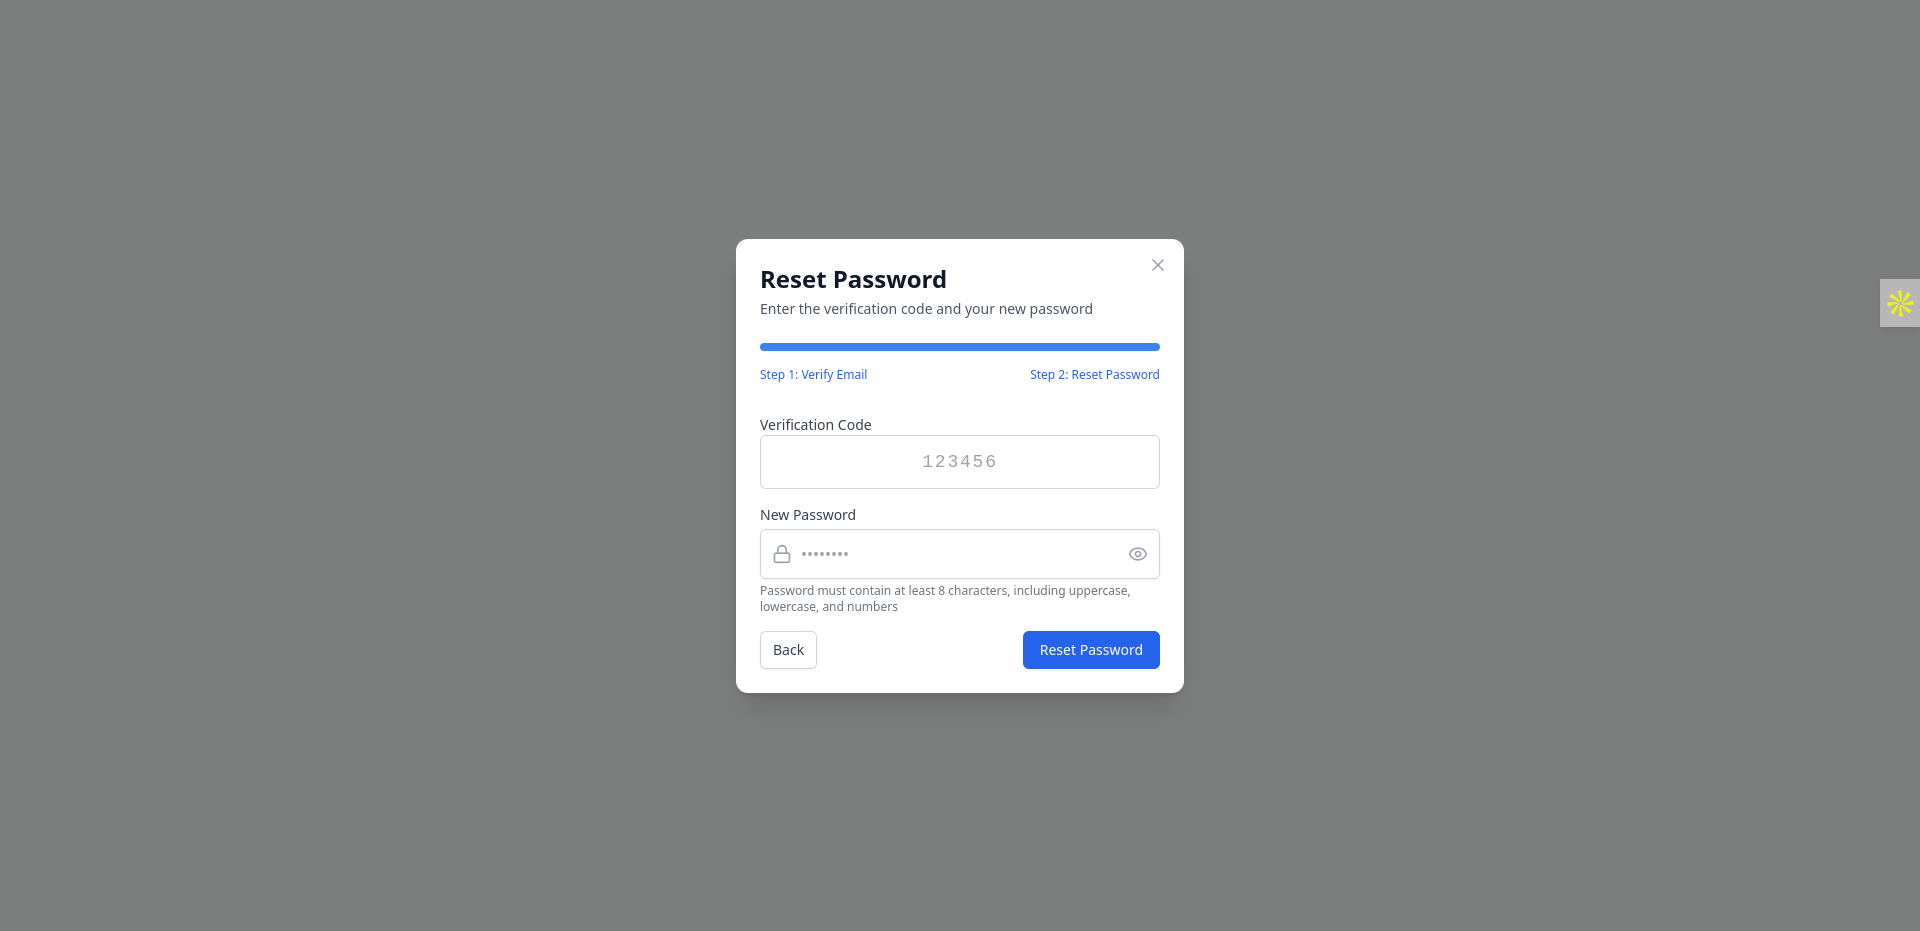 Reset Password
Enter the verification code and your new password
Step 1: Verify Email
Step 2: Reset Password
Verification Code
123456
New Password
••••••••
Password must contain at least 8 characters, including uppercase,
lowercase, and numbers
Back
Reset Password